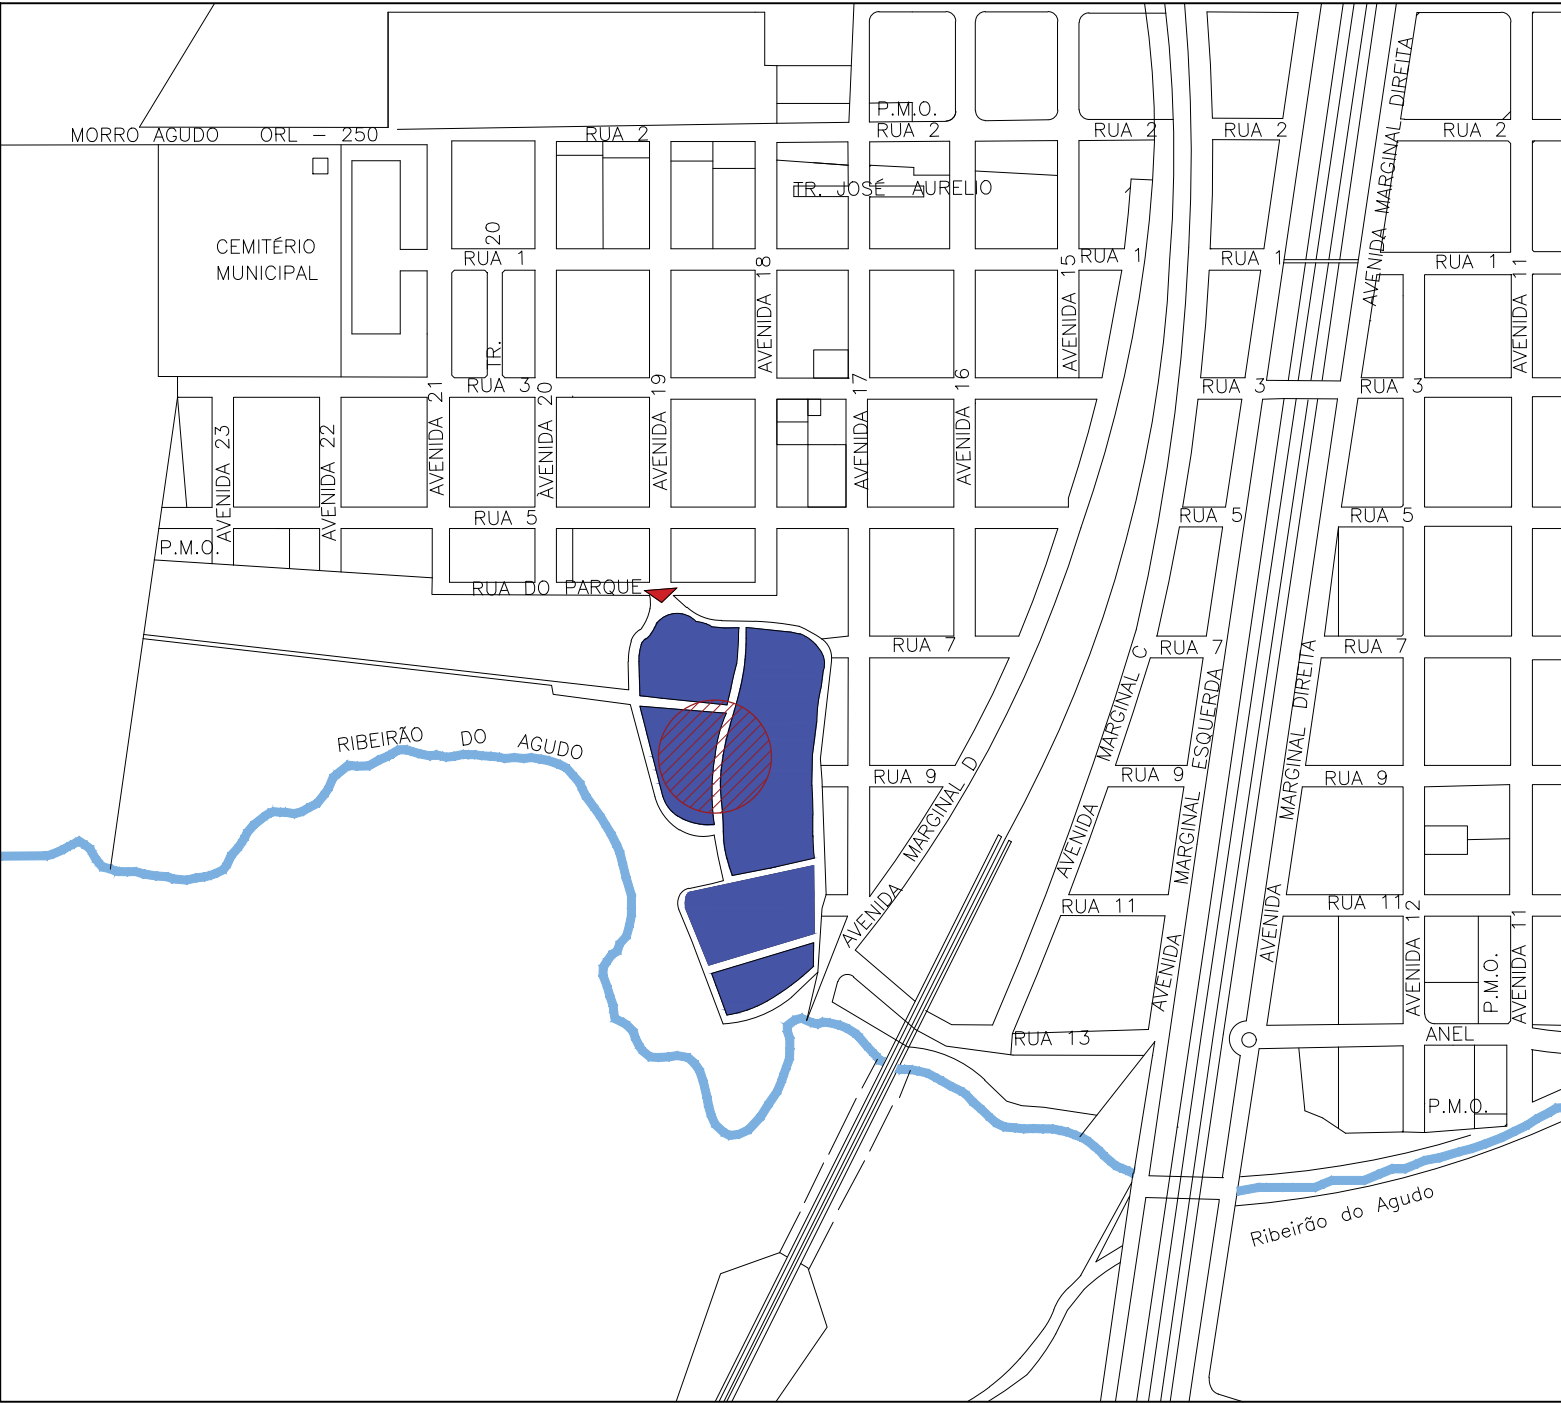 AVENIDA MARGINAL DIREITA
P.M.O.
MORRO AGUDO ORL - 250
RUA 2
RUA 2
RUA 2
RUA 2
RUA 2
TR. JOSÉ AURELIO
CEMITÉRIO
MUNICIPAL
TR. 20
RUA 1
RUA 1
RUA 1
RUA 1
AVENIDA 18
AVENIDA 15
AVENIDA 11
RUA 3
RUA 3
RUA 3
AVENIDA 23
AVENIDA 22
AVENIDA 21
AVENIDA 20
AVENIDA 19
AVENIDA 17
AVENIDA 16
RUA 5
RUA 5
RUA 5
P.M.O.
RUA DO PARQUE
RUA 7
RUA 7
RUA 7
RIBEIRÃO DO AGUDO
AVENIDA MARGINAL D
AVENIDA MARGINAL C
AVENIDA MARGINAL ESQUERDA
AVENIDA MARGINAL DIREITA
RUA 9
RUA 9
RUA 9
RUA 11
RUA 11
AVENIDA 12
P.M.O.
AVENIDA 11
RUA 13
ANEL
P.M.O.
Ribeirão do Agudo